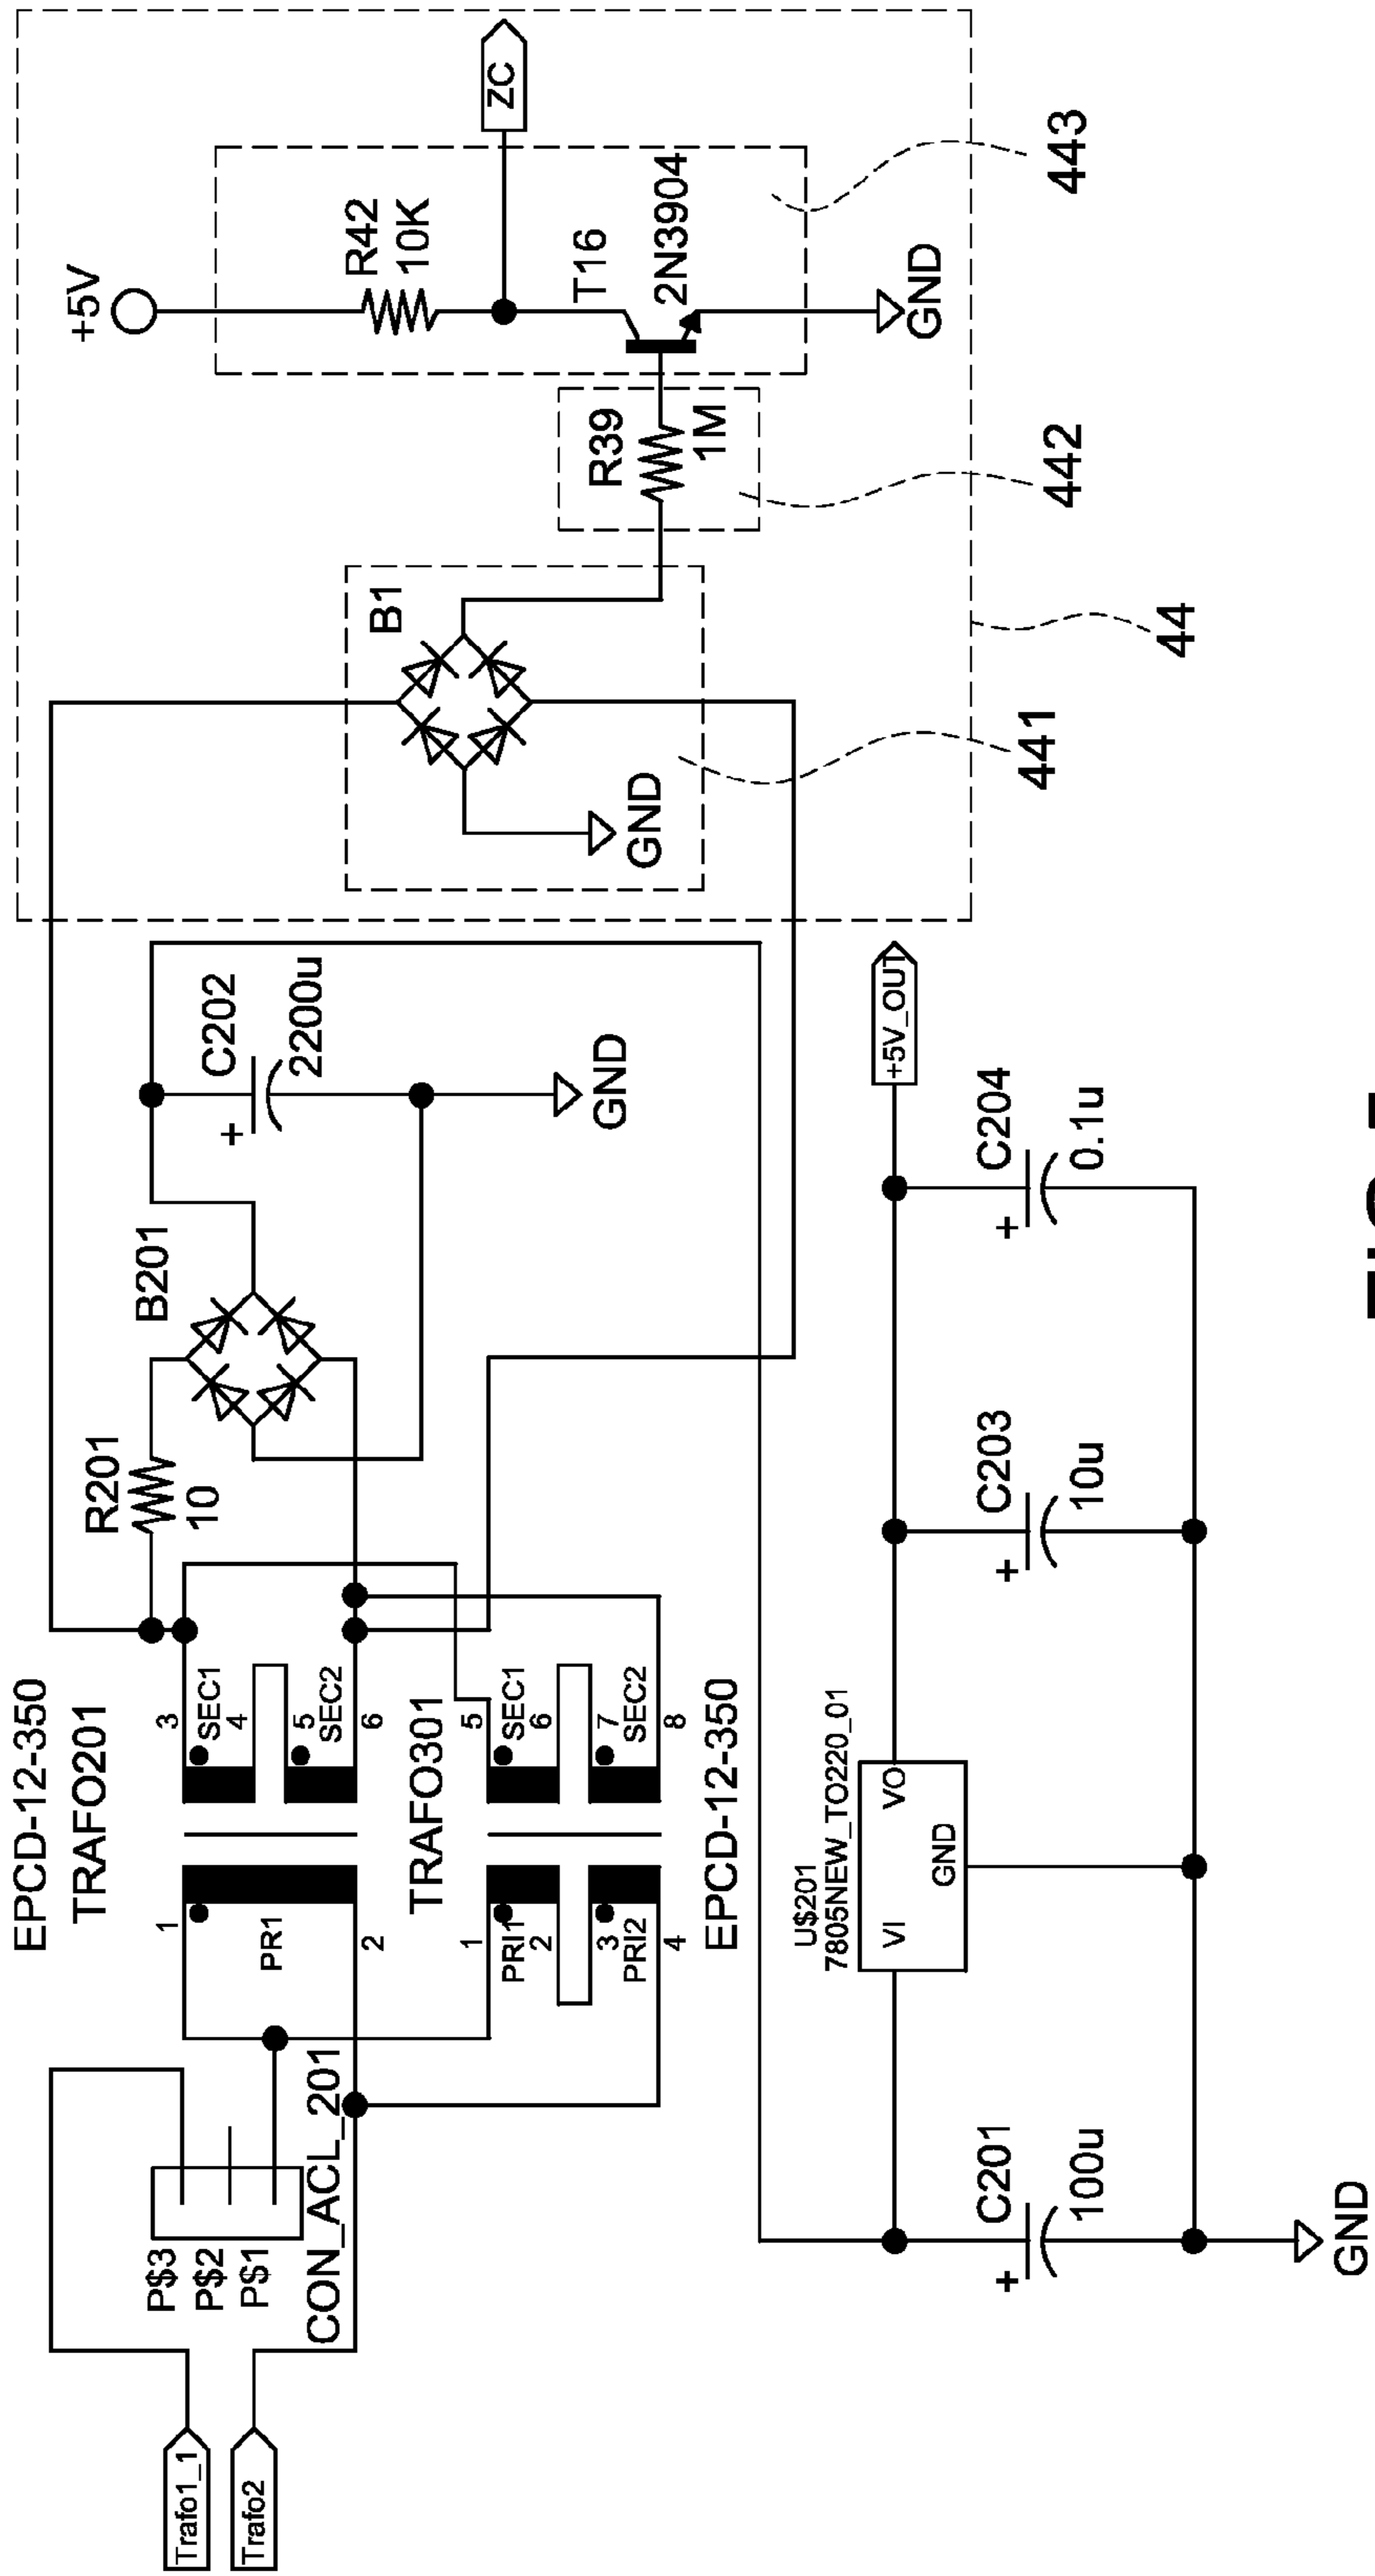 Trafo1_1
Trafo2
P$3
P$2
P$1
CON_ACL_201
EPCD-12-350
TRAFO201
1
PR1
2
3
SEC1
4
5
SEC2
6
TRAFO301
1
PRI1
2
3
PRI2
4
5
SEC1
6
7
SEC2
8
EPCD-12-350
R201
10
B201
C202
+
2200u
GND
B1
GND
441
R39
1M
442
+5V
R42
10K
T16
2N3904
GND
443
ZC
44
C201
+
100u
GND
U$201
7805NEW_TO220_01
VI
VO
GND
C203
+
10u
C204
+
0.1u
+5V_OUT